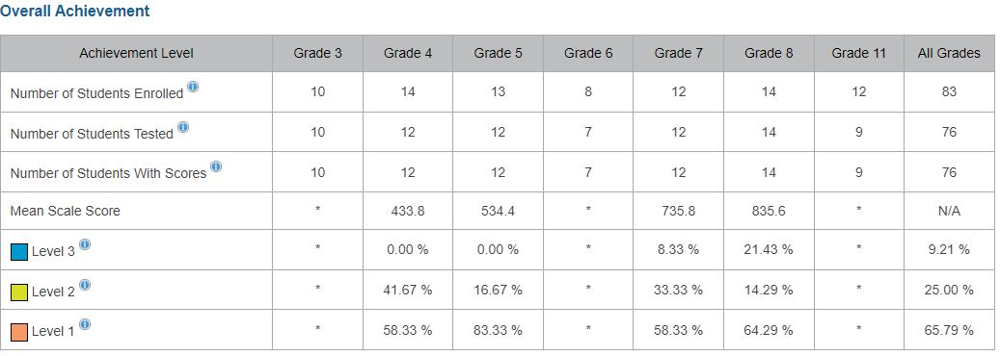 Overall Achievement
Achievement Level Grade 3 Grade 4 Grade 5 Grade 6 Grade 7 Grade 8 Grade 11 All Grades
Number of Students Enrolled i 10 14 13 8 12 14 12 83
Number of Students Tested i 10 12 12 7 12 14 9 76
Number of Students With Scores i 10 12 12 7 12 14 9 76
Mean Scale Score * 433.8 534.4 * 735.8 835.6 * N/A
Level 3 i * 0.00 % 0.00 % * 8.33 % 21.43 % * 9.21 %
Level 2 i * 41.67 % 16.67 % * 33.33 % 14.29 % * 25.00 %
Level 1 i * 58.33 % 83.33 % * 58.33 % 64.29 % * 65.79 %